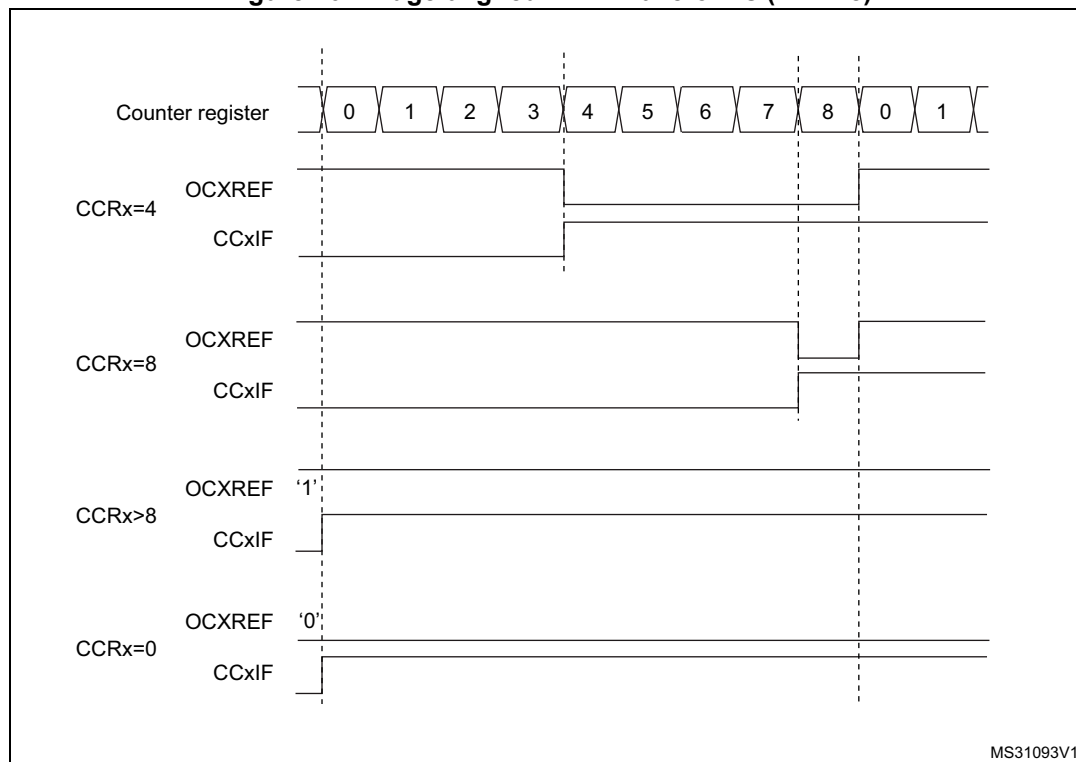 Counter register 0 1 2 3 4 5 6 7 8 0 1
OCXREF
CCRx=4
CCxIF
OCXREF
CCRx=8
CCxIF
OCXREF ‘1’
CCRx>8
CCxIF
OCXREF ‘0’
CCRx=0
CCxIF
MS31093V1